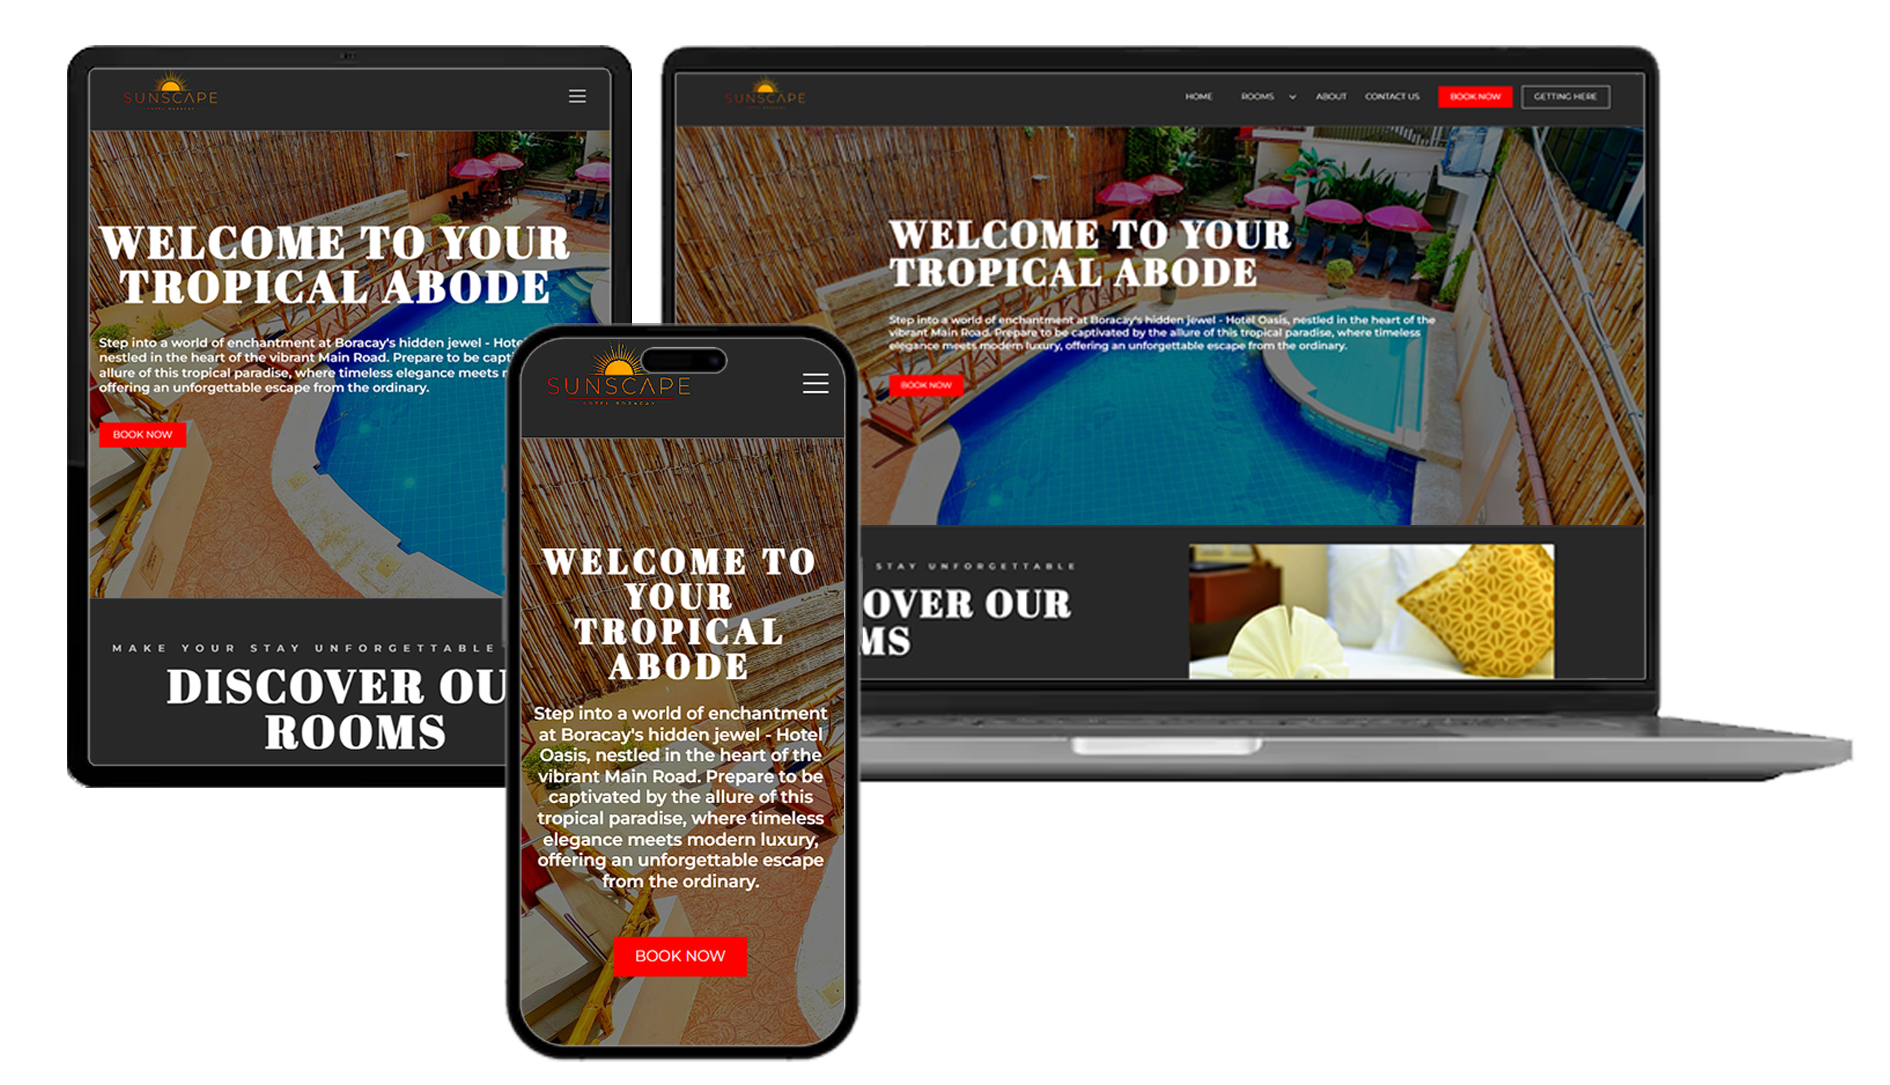 SUNSCAPE
HOTEL BORACAY
WELCOME TO YOUR
TROPICAL ABODE
Step into a world of enchantment at Boracay's hidden jewel - Hote
nestled in the heart of the vibrant Main Road. Prepare to be capti
allure of this tropical paradise, where timeless elegance meets
offering an unforgettable escape from the ordinary.
BOOK NOW
MAKE YOUR STAY UNFORGETTABLE
DISCOVER OU
ROOMS
SUNSCAPE
HOTEL BORACAY
WELCOME TO
YOUR
TROPICAL
ABODE
Step into a world of enchantment
at Boracay's hidden jewel - Hotel
Oasis, nestled in the heart of the
vibrant Main Road. Prepare to be
captivated by the allure of this
tropical paradise, where timeless
elegance meets modern luxury,
offering an unforgettable escape
from the ordinary.
BOOK NOW
SUNSCAPE
HOME ROOMS ABOUT CONTACT US BOOK NOW GETTING HERE
WELCOME TO YOUR
TROPICAL ABODE
Step into a world of enchantment at Boracay's hidden jewel - Hotel Oasis, nestled in the heart of the
vibrant Main Road. Prepare to be captivated by the allure of this tropical paradise, where timeless
elegance meets modern luxury, offering an unforgettable escape from the ordinary.
BOOK NOW
STAY UNFORGETTABLE
OVER OUR
MS